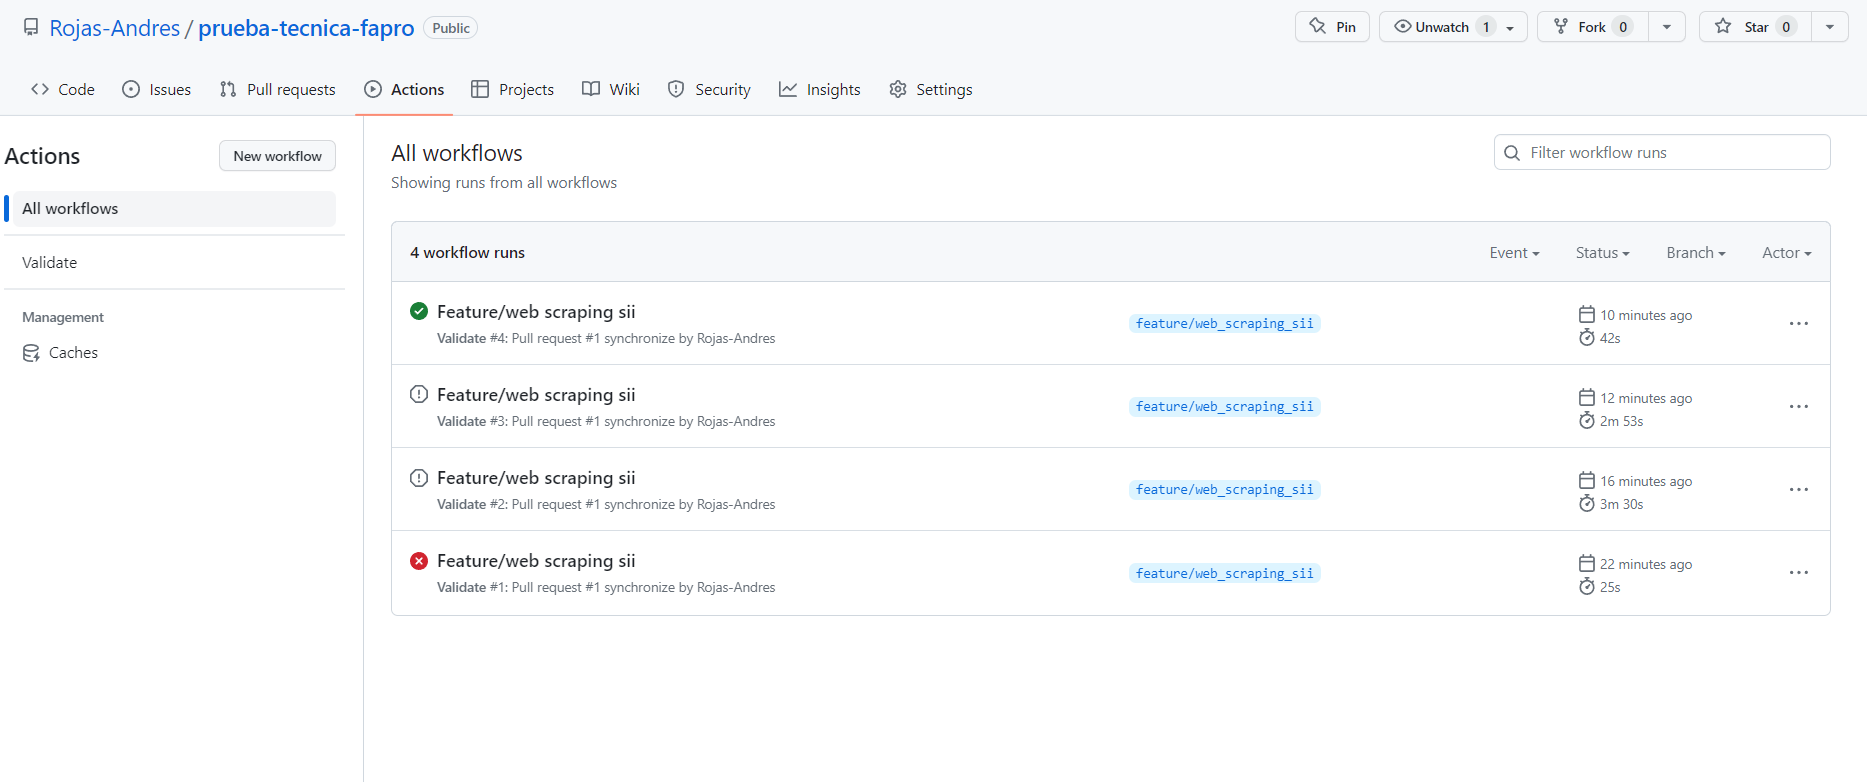 Rojas-Andres / prueba-tecnica-fapro Public
Pin
Unwatch 1
Fork 0
Star 0
Code
Issues
Pull requests
Actions
Projects
Wiki
Security
Insights
Settings
Actions
New workflow
All workflows
Validate
Management
Caches
All workflows
Showing runs from all workflows
Filter workflow runs
4 workflow runs
Event
Status
Branch
Actor
Feature/web scraping sii
Validate #4: Pull request #1 synchronize by Rojas-Andres
feature/web_scraping_sii
10 minutes ago
42s
Feature/web scraping sii
Validate #3: Pull request #1 synchronize by Rojas-Andres
feature/web_scraping_sii
12 minutes ago
2m 53s
Feature/web scraping sii
Validate #2: Pull request #1 synchronize by Rojas-Andres
feature/web_scraping_sii
16 minutes ago
3m 30s
Feature/web scraping sii
Validate #1: Pull request #1 synchronize by Rojas-Andres
feature/web_scraping_sii
22 minutes ago
25s